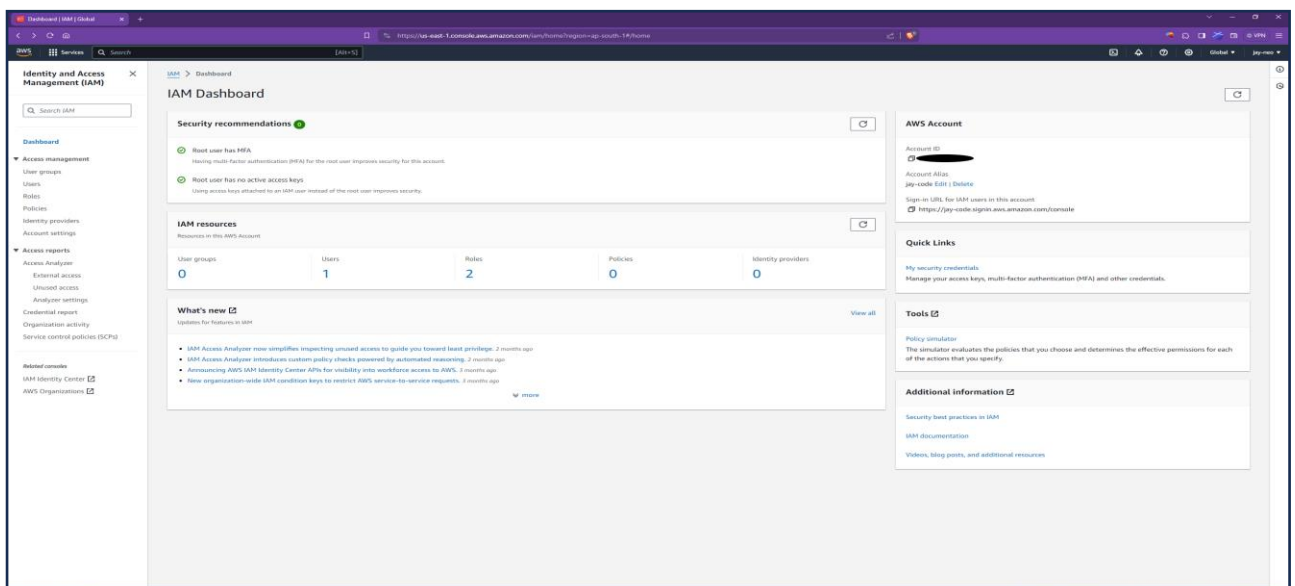 Dashboard | IAM | Global
https://us-east-1.console.aws.amazon.com/iam/home?region=ap-south-1#/home
VPN
aws
Services
Search
[Alt+S]
Global
jay-neo
Identity and Access Management (IAM)
Search IAM
Dashboard
Access management
User groups
Users
Roles
Policies
Identity providers
Account settings
Access reports
Access Analyzer
External access
Unused access
Analyzer settings
Credential report
Organization activity
Service control policies (SCPs)
Related consoles
IAM Identity Center
AWS Organizations
IAM > Dashboard
IAM Dashboard
Security recommendations 0
Root user has MFA
Having multi-factor authentication (MFA) for the root user improves security for this account.
Root user has no active access keys
Using access keys attached to an IAM user instead of the root user improves security.
IAM resources
Resources in this AWS Account
User groups
0
Users
1
Roles
2
Policies
0
Identity providers
0
What's new
View all
Updates for features in IAM
IAM Access Analyzer now simplifies inspecting unused access to guide you toward least privilege. 2 months ago
IAM Access Analyzer introduces custom policy checks powered by automated reasoning. 2 months ago
Announcing AWS IAM Identity Center APIs for visibility into workforce access to AWS. 3 months ago
New organization-wide IAM condition keys to restrict AWS service-to-service requests. 3 months ago
more
AWS Account
Account ID
Account Alias
jay-code Edit | Delete
Sign-in URL for IAM users in this account
https://jay-code.signin.aws.amazon.com/console
Quick Links
My security credentials
Manage your access keys, multi-factor authentication (MFA) and other credentials.
Tools
Policy simulator
The simulator evaluates the policies that you choose and determines the effective permissions for each
of the actions that you specify.
Additional information
Security best practices in IAM
IAM documentation
Videos, blog posts, and additional resources